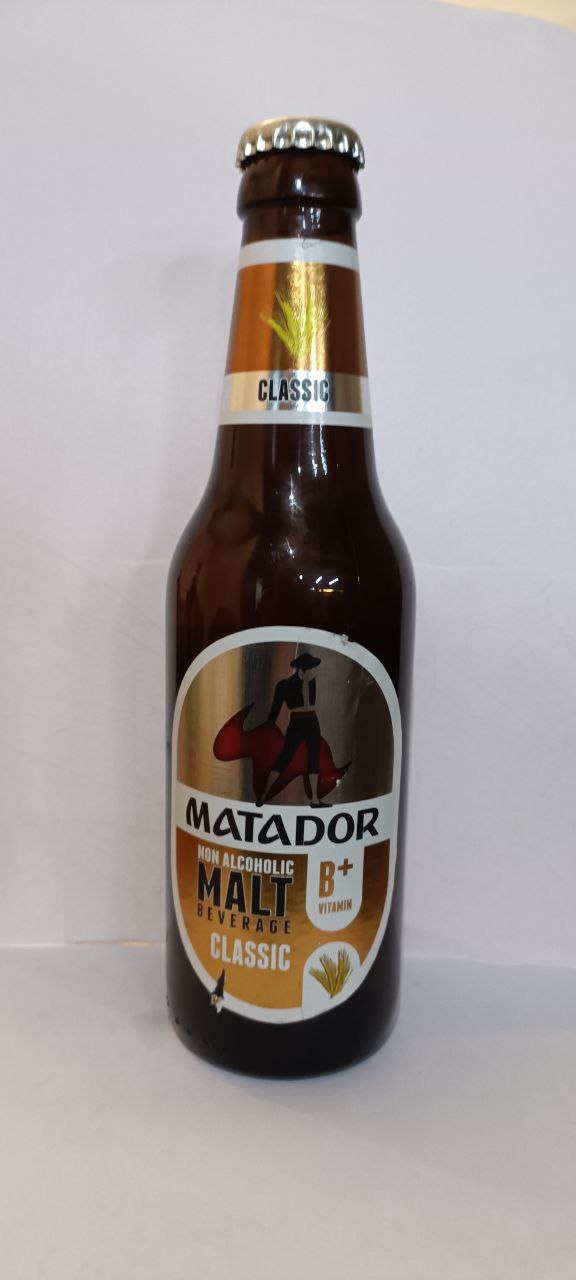 CLASSIC
MATADOR
NON ALCOHOLIC
MALT
BEVERAGE
CLASSIC
B+
VITAMIN